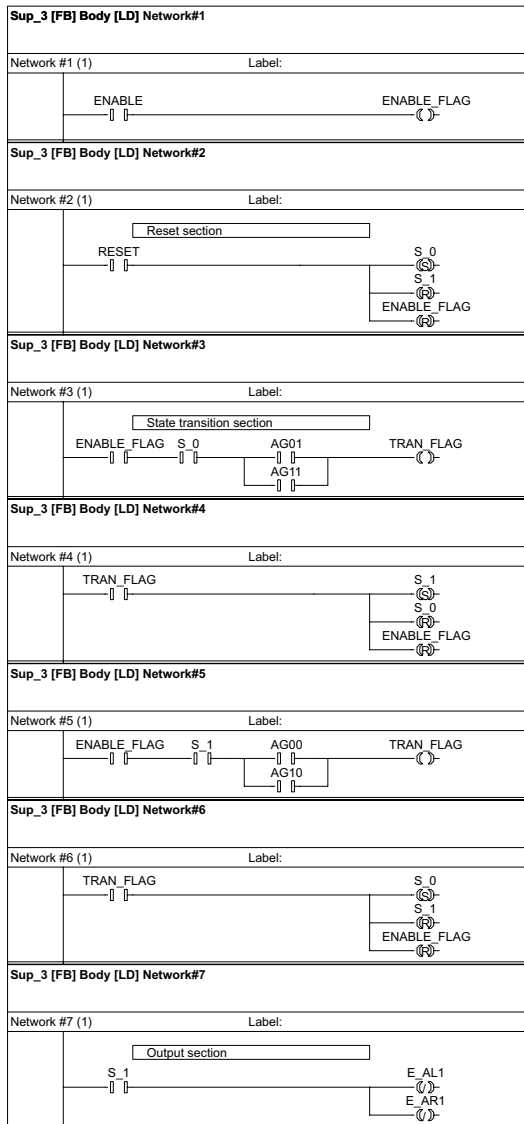 Sup_3 [FB] Body [LD] Network#1
Network #1 (1) Label:
ENABLE ENABLE_FLAG
Sup_3 [FB] Body [LD] Network#2
Network #2 (1) Label:
Reset section
RESET S_0
(S)
S_1
(R)
ENABLE_FLAG
(R)
Sup_3 [FB] Body [LD] Network#3
Network #3 (1) Label:
State transition section
ENABLE_FLAG S_0 AG01 TRAN_FLAG
AG11
Sup_3 [FB] Body [LD] Network#4
Network #4 (1) Label:
TRAN_FLAG S_1
(S)
S_0
(R)
ENABLE_FLAG
(R)
Sup_3 [FB] Body [LD] Network#5
Network #5 (1) Label:
ENABLE_FLAG S_1 AG00 TRAN_FLAG
AG10
Sup_3 [FB] Body [LD] Network#6
Network #6 (1) Label:
TRAN_FLAG S_0
(S)
S_1
(R)
ENABLE_FLAG
(R)
Sup_3 [FB] Body [LD] Network#7
Network #7 (1) Label:
Output section
S_1 E_AL1
(/)
E_AR1
(/)